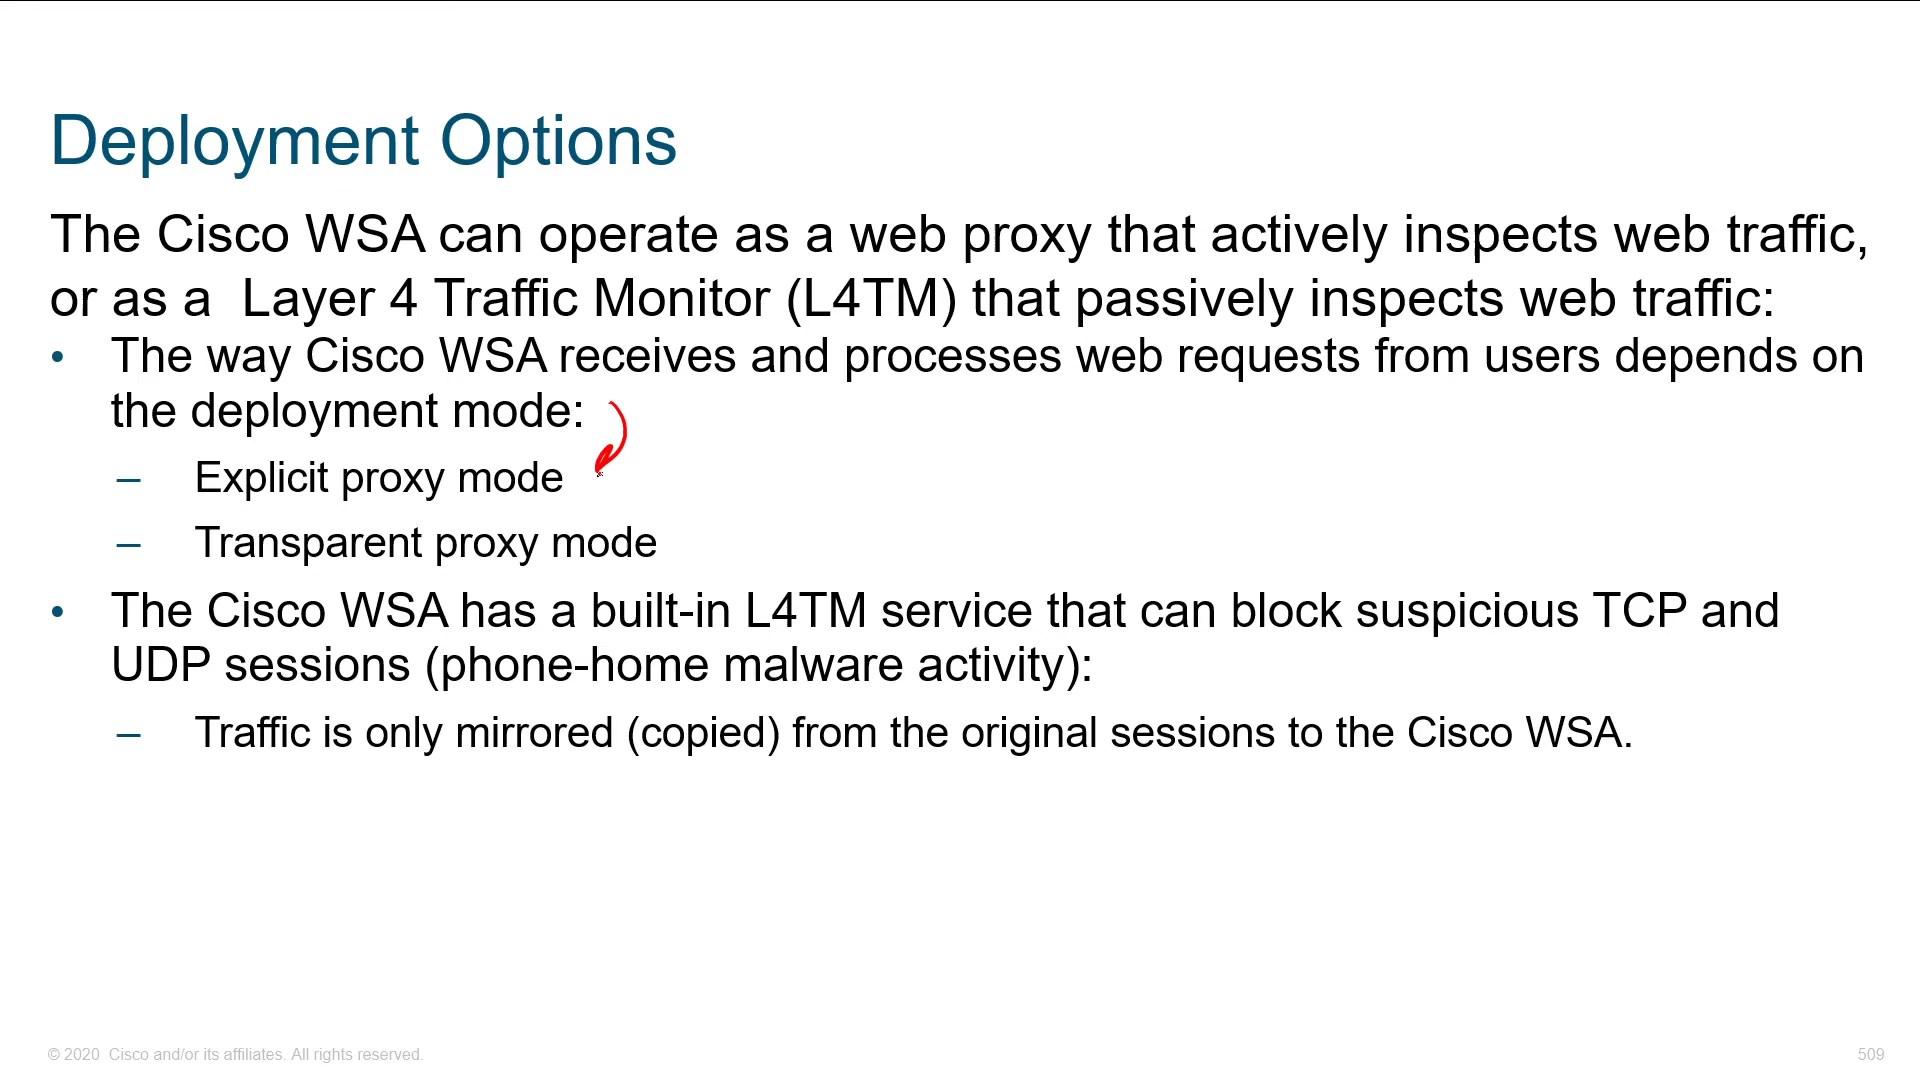 Deployment Options
The Cisco WSA can operate as a web proxy that actively inspects web traffic,
or as a  Layer 4 Traffic Monitor (L4TM) that passively inspects web traffic:
• The way Cisco WSA receives and processes web requests from users depends on
the deployment mode:
– Explicit proxy mode
– Transparent proxy mode
• The Cisco WSA has a built-in L4TM service that can block suspicious TCP and
UDP sessions (phone-home malware activity):
– Traffic is only mirrored (copied) from the original sessions to the Cisco WSA.
© 2020  Cisco and/or its affiliates. All rights reserved.
509